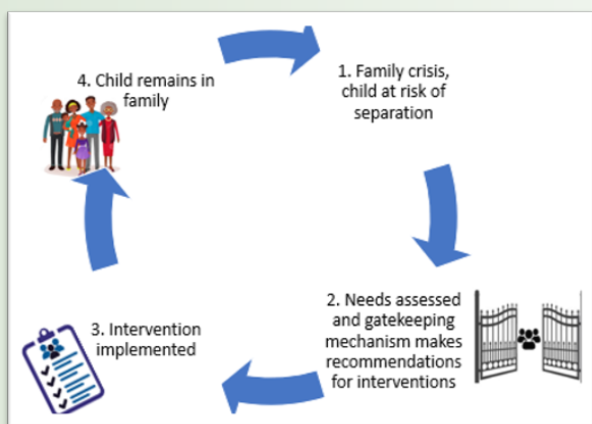 1. Family crisis,
child at risk of
separation
2. Needs assessed
and gatekeeping
mechanism makes
recommendations
for interventions
3. Intervention
implemented
4. Child remains in
family